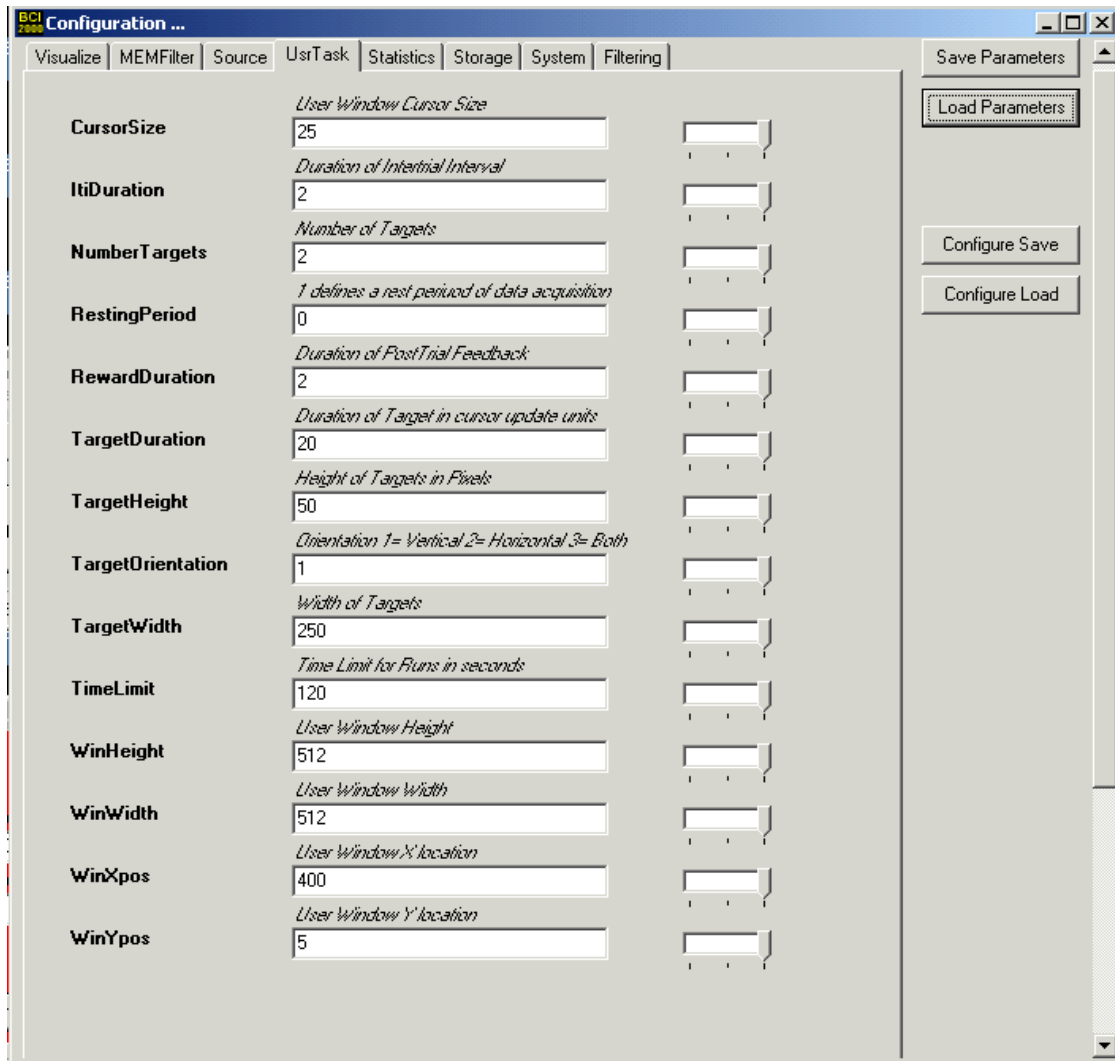 BCI 2000 Configuration ...
Visualize MEMFilter Source UsrTask Statistics Storage System Filtering
Save Parameters
Load Parameters
Configure Save
Configure Load
User Window Cursor Size
CursorSize 25
Duration of Intertrial Interval
ItiDuration 2
Number of Targets
NumberTargets 2
1 defines a rest periuod of data acquisition
RestingPeriod 0
Duration of PostTrial Feedback
RewardDuration 2
Duration of Target in cursor update units
TargetDuration 20
Height of Targets in Pixels
TargetHeight 50
Orientation 1= Vertical 2= Horizontal 3= Both
TargetOrientation 1
Width of Targets
TargetWidth 250
Time Limit for Runs in seconds
TimeLimit 120
User Window Height
WinHeight 512
User Window Width
WinWidth 512
User Window X location
WinXpos 400
User Window Y location
WinYpos 5